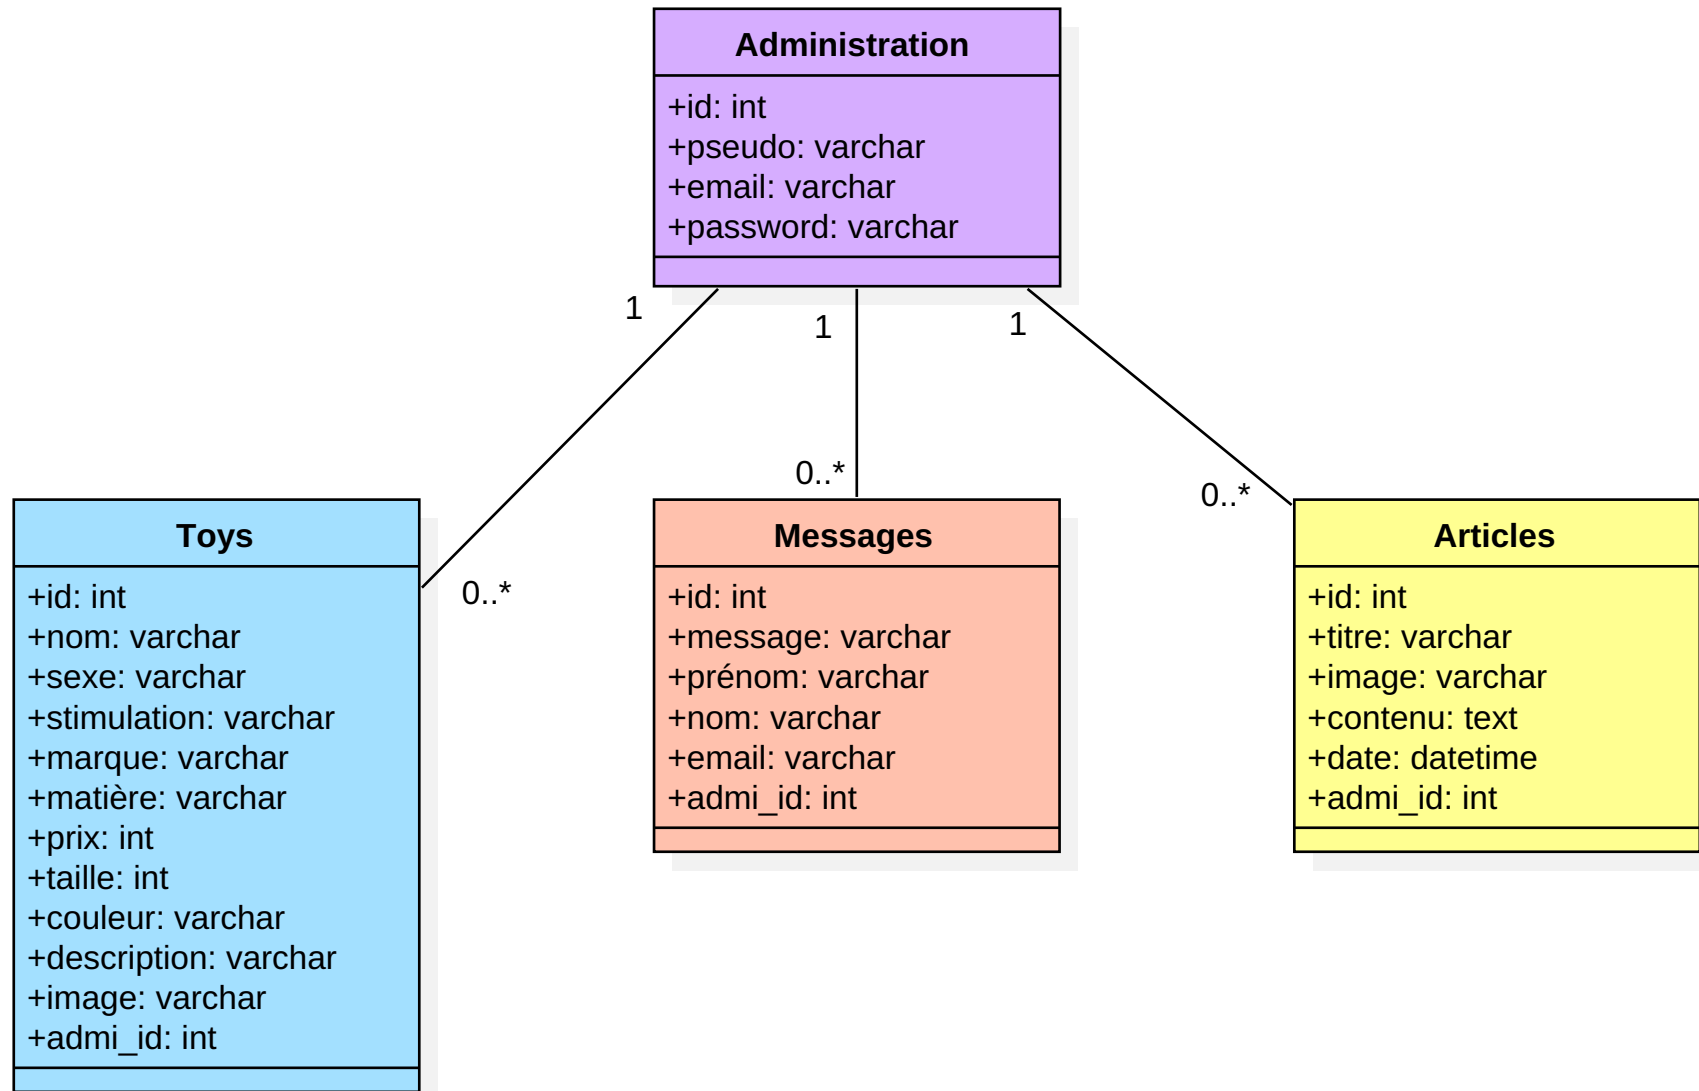 Administration
+id: int
+pseudo: varchar
+email: varchar
+password: varchar
1
1
1
0..*
0..*
0..*
Toys
+id: int
+nom: varchar
+sexe: varchar
+stimulation: varchar
+marque: varchar
+matière: varchar
+prix: int
+taille: int
+couleur: varchar
+description: varchar
+image: varchar
+admi_id: int
Messages
+id: int
+message: varchar
+prénom: varchar
+nom: varchar
+email: varchar
+admi_id: int
Articles
+id: int
+titre: varchar
+image: varchar
+contenu: text
+date: datetime
+admi_id: int